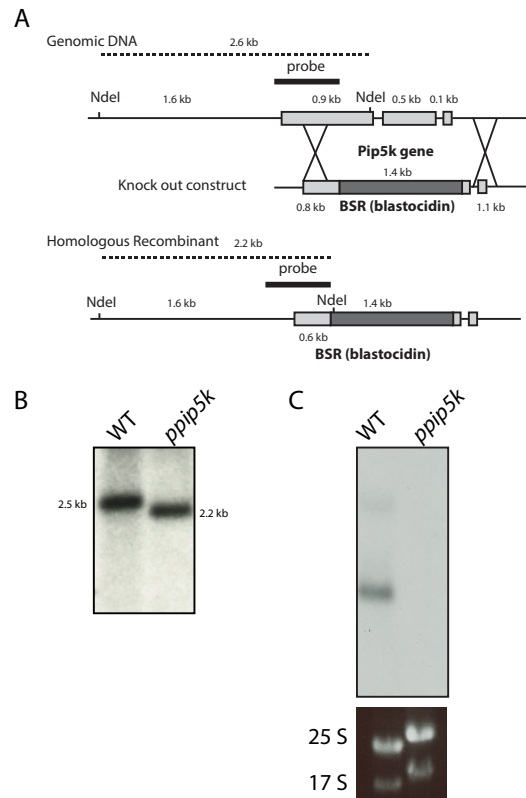 A
Genomic DNA
2.6 kb
probe
NdeI 1.6 kb 0.9 kb NdeI 0.5 kb 0.1 kb
Pip5k gene
Knock out construct 1.4 kb
0.8 kb BSR (blastocidin) 1.1 kb
Homologous Recombinant 2.2 kb
probe
NdeI 1.6 kb NdeI 1.4 kb
0.6 kb
BSR (blastocidin)
B
WT ppip5k
2.5 kb
2.2 kb
C
WT ppip5k
25 S
17 S